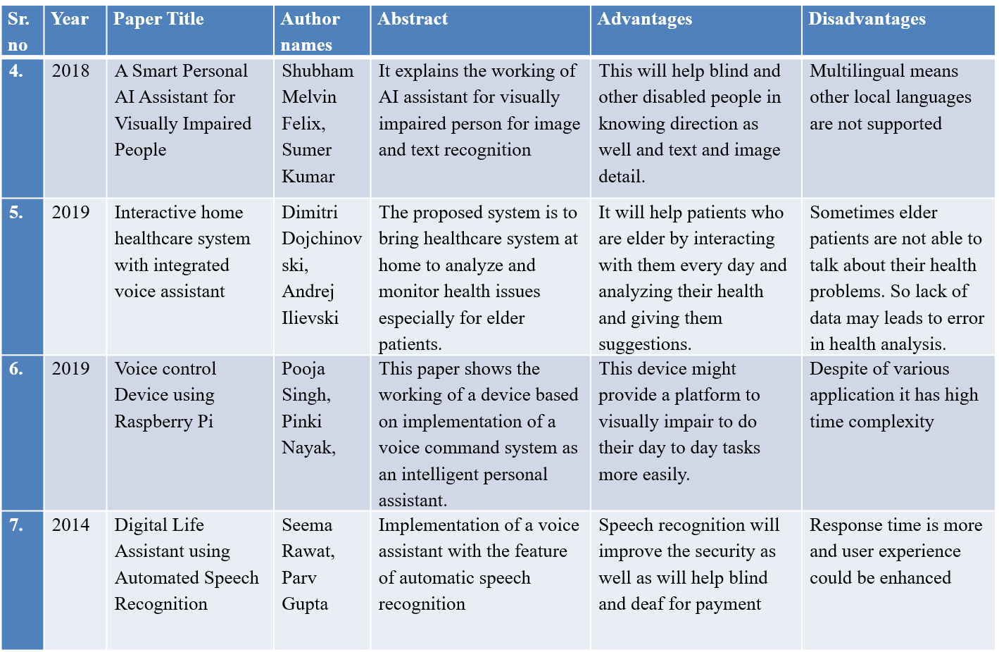 Sr. no
Year
Paper Title
Author names
Abstract
Advantages
Disadvantages
4.
2018
A Smart Personal
AI Assistant for
Visually Impaired
People
Shubham
Melvin
Felix,
Sumer
Kumar
It explains the working of
AI assistant for visually
impaired person for image
and text recognition
This will help blind and
other disabled people in
knowing direction as
well and text and image
detail.
Multilingual means
other local languages
are not supported
5.
2019
Interactive home
healthcare system
with integrated
voice assistant
Dimitri
Dojchinov
ski,
Andrej
Ilievski
The proposed system is to
bring healthcare system at
home to analyze and
monitor health issues
especially for elder
patients.
It will help patients who
are elder by interacting
with them every day and
analyzing their health
and giving them
suggestions.
Sometimes elder
patients are not able to
talk about their health
problems. So lack of
data may leads to error
in health analysis.
6.
2019
Voice control
Device using
Raspberry Pi
Pooja
Singh,
Pinki
Nayak,
This paper shows the
working of a device based
on implementation of a
voice command system as
an intelligent personal
assistant.
This device might
provide a platform to
visually impair to do
their day to day tasks
more easily.
Despite of various
application it has high
time complexity
7.
2014
Digital Life
Assistant using
Automated Speech
Recognition
Seema
Rawat,
Parv
Gupta
Implementation of a voice
assistant with the feature
of automatic speech
recognition
Speech recognition will
improve the security as
well as will help blind
and deaf for payment
Response time is more
and user experience
could be enhanced